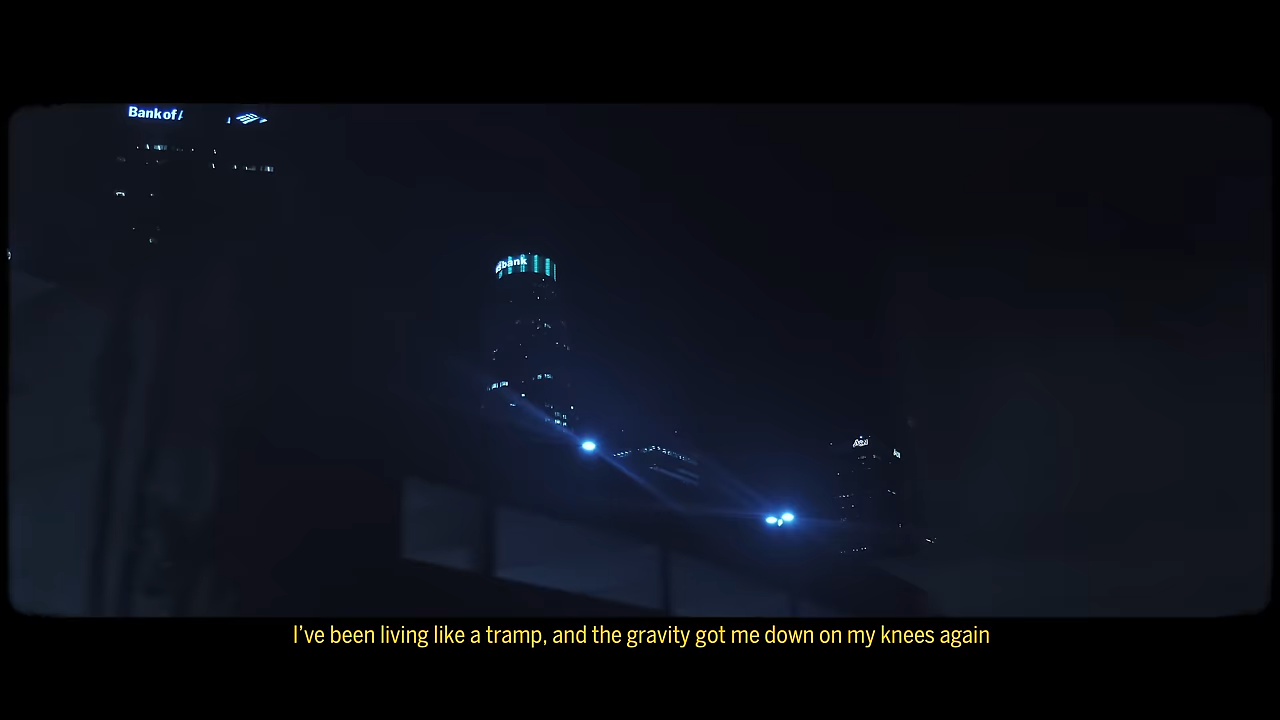 Bank of
bank
I've been living like a tramp, and the gravity got me down on my knees again